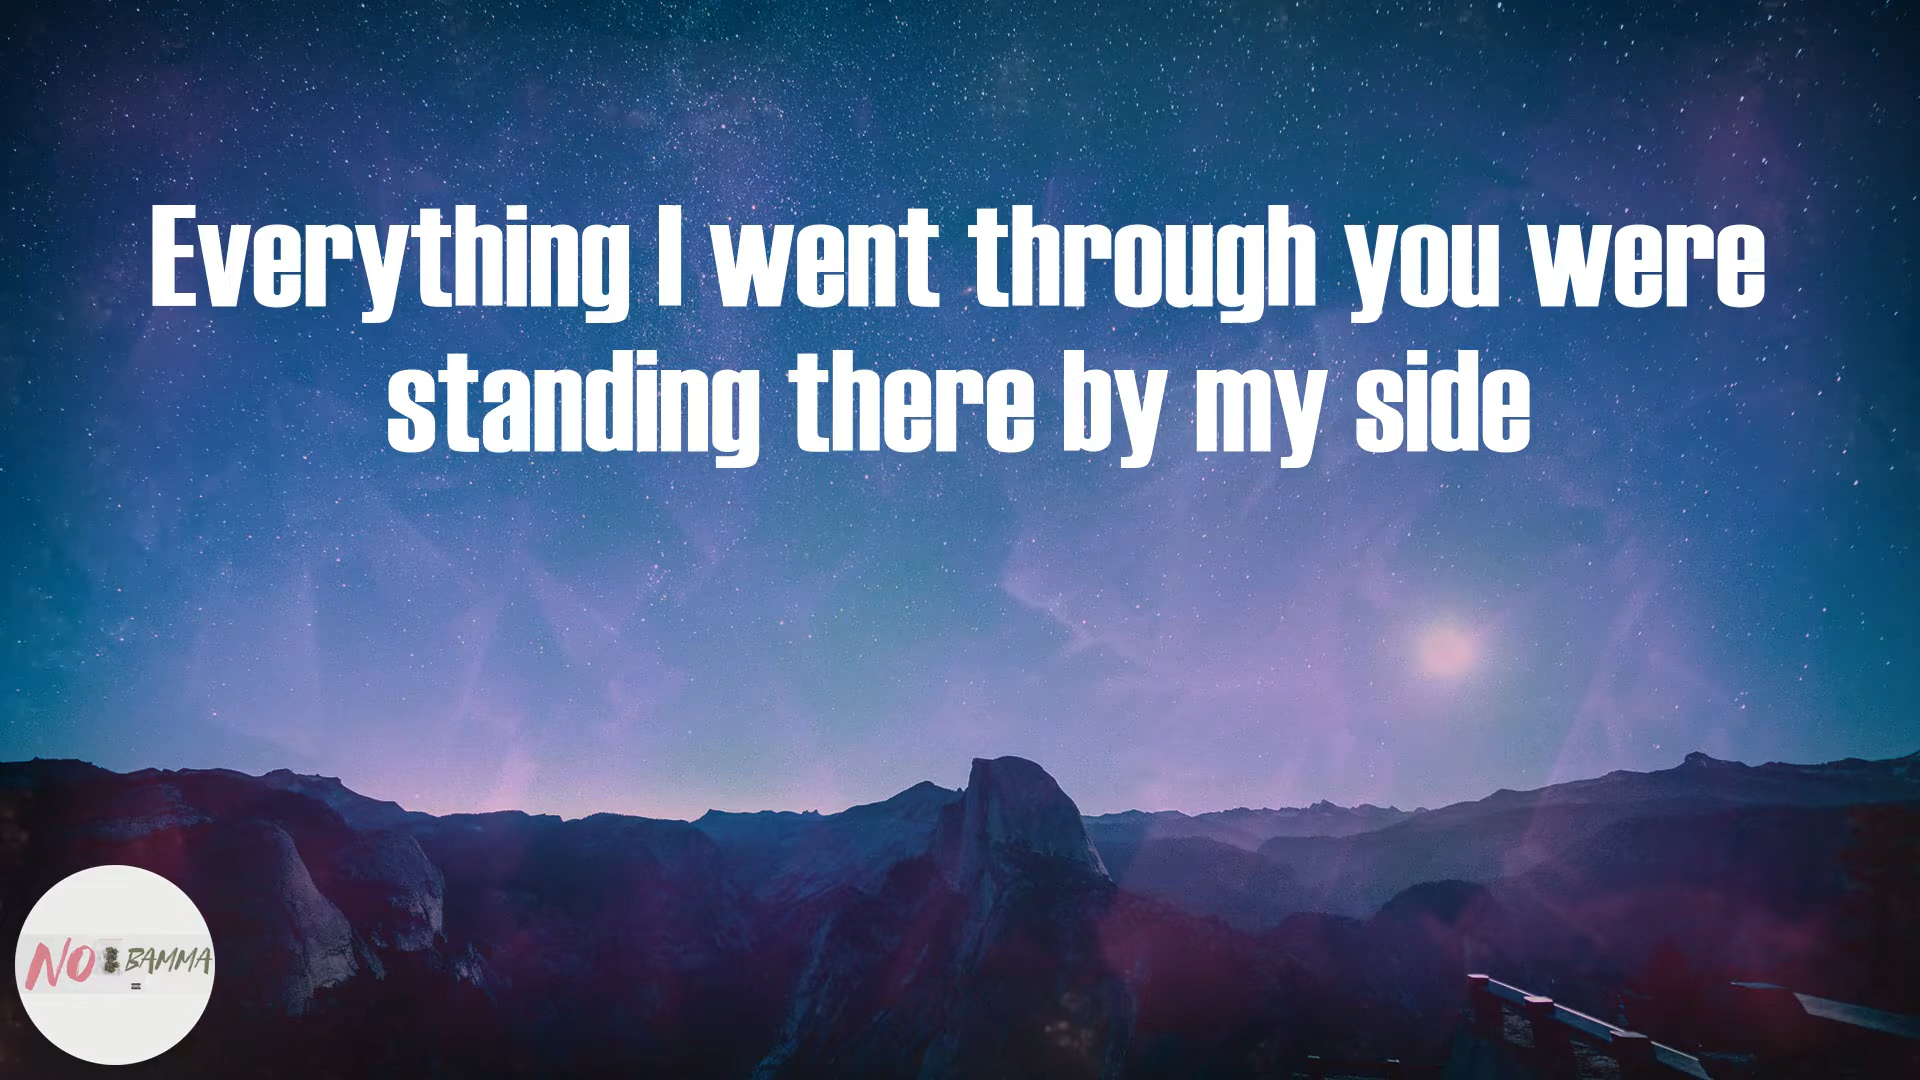 Everything I went through you were
standing there by my side
NO BAMMA